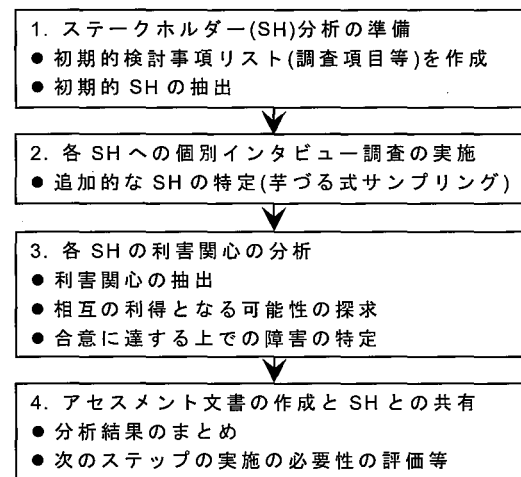 1. ステークホルダー(SH)分析の準備
● 初期的検討事項リスト(調査項目等)を作成
● 初期的 SH の抽出
2. 各 SH への個別インタビュー調査の実施
● 追加的な SH の特定(芋づる式サンプリング)
3. 各 SH の利害関心の分析
● 利害関心の抽出
● 相互の利得となる可能性の探求
● 合意に達する上での障害の特定
4. アセスメント文書の作成と SH との共有
● 分析結果のまとめ
● 次のステップの実施の必要性の評価等